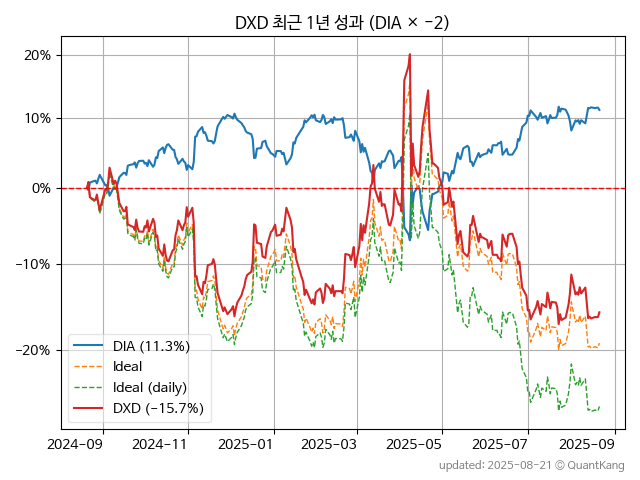 DXD 최근 1년 성과 (DIA × −2)
20%
10%
0%
−10%
−20%
DIA (11.3%)
Ideal
Ideal (daily)
DXD (−15.7%)
2024-09
2024-11
2025-01
2025-03
2025-05
2025-07
2025-09
updated: 2025-08-21 © QuantKang